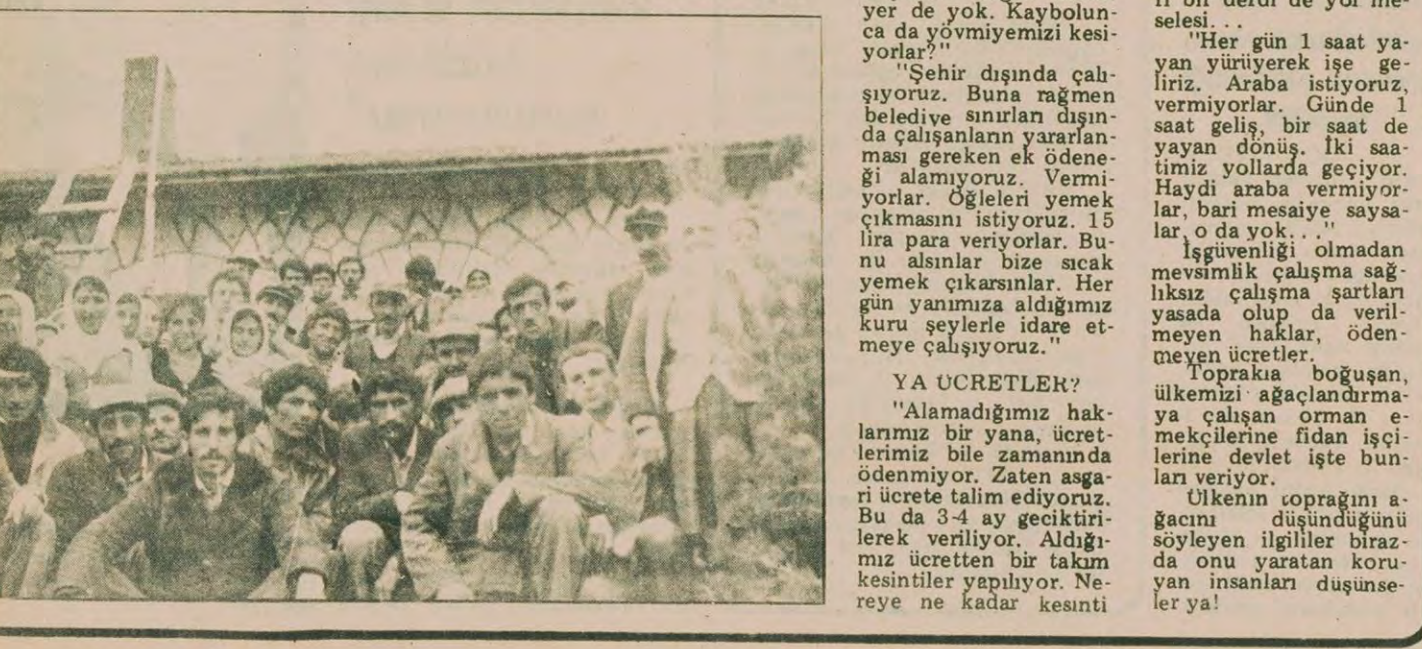 yer de yok. Kaybolun-
ca da yövmiyemizi kesi-
yorlar?"
"Şehir dışında çalı-
şıyoruz. Buna rağmen
belediye sınırları dışın-
da çalışanların yararlan-
ması gereken ek ödene-
ği alamıyoruz. Vermi-
yorlar. Öğleleri yemek
çıkmasını istiyoruz. 15
lira para veriyorlar. Bu-
nu alsınlar bize sıcak
yemek çıkarsınlar. Her
gün yanımıza aldığımız
kuru şeylerle idare et-
meye çalışıyoruz."
YA ÜCRETLER?
"Alamadığımız hak-
larımız bir yana, ücret-
lerimiz bile zamanında
ödenmiyor. Zaten asga-
ri ücrete talim ediyoruz.
Bu da 3-4 ay geciktiri-
lerek veriliyor. Aldığı-
mız ücretten bir takım
kesintiler yapılıyor. Ne-
reye ne kadar kesinti
ri bir derdi de yol me-
selesi. . .
"Her gün 1 saat ya-
yan yürüyerek işe ge-
liriz. Araba istiyoruz,
vermiyorlar. Günde 1
saat geliş, bir saat de
yayan dönüş. İki saa-
timiz yollarda geçiyor.
Haydi araba vermiyor-
lar, bari mesaiye saysa-
lar, o da yok. . ."
İşgüvenliği olmadan
mevsimlik çalışma sağ-
lıksız çalışma şartları
yasada olup da veril-
meyen haklar, öden-
meyen ücretler.
Toprakla boğuşan,
ülkemizi ağaçlandırma-
ya çalışan orman e-
mekçilerine fidan işçi-
lerine devlet işte bun-
ları veriyor.
Ülkenin toprağını a-
ğacını düşündüğünü
söyleyen ilgililer biraz-
da onu yaratan koru-
yan insanları düşünse-
ler ya!